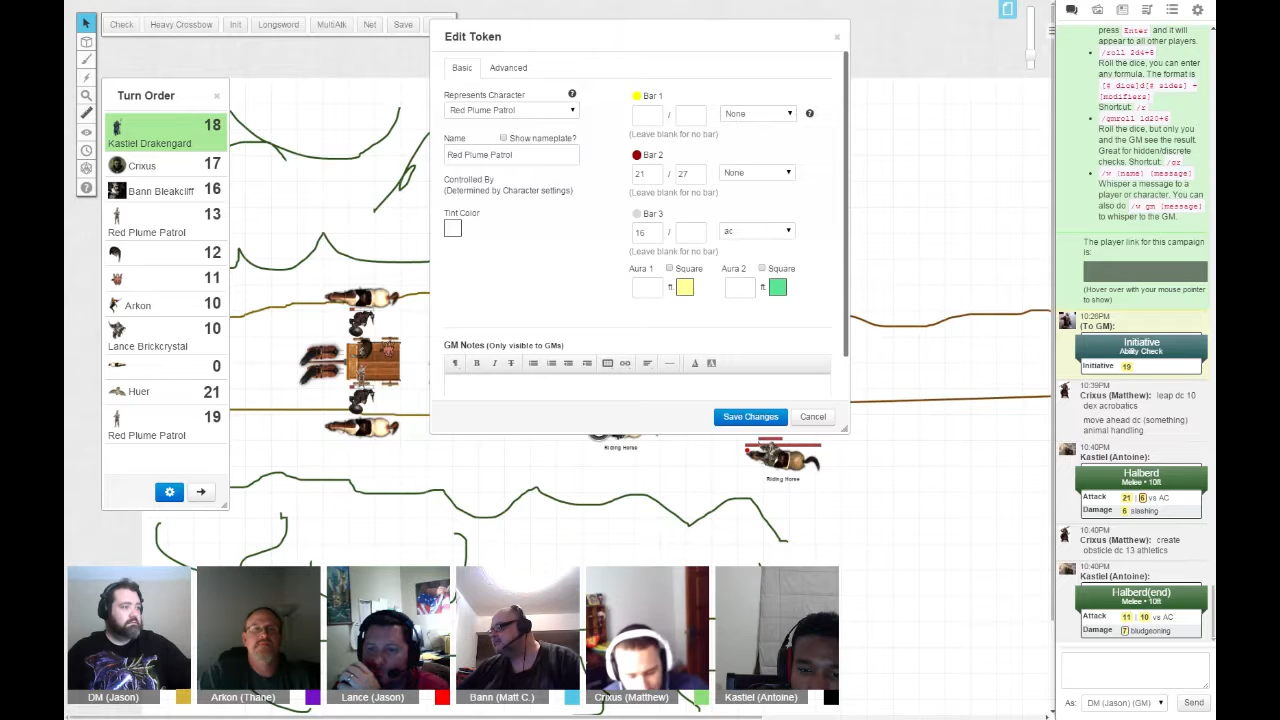 Check Heavy Crossbow Init Longsword MultiAtk Net Save
Turn Order ×
18
Kastiel Drakengard
Crixus 17
Bann Bleakcliff 16
13
Red Plume Patrol
12
11
Arkon 10
10
Lance Brickcrystal
0
Huer 21
19
Red Plume Patrol
Edit Token ×
Basic Advanced
Represents Character
Red Plume Patrol
Name Show nameplate?
Red Plume Patrol
Controlled By
(Determined by Character settings)
Tint Color
Bar 1
/ None
(Leave blank for no bar)
Bar 2
21 / 27 None
(Leave blank for no bar)
Bar 3
16 / ac
(Leave blank for no bar)
Aura 1 Square Aura 2 Square
ft. ft.
GM Notes (Only visible to GMs)
Save Changes Cancel
Riding Horse
Riding Horse
DM (Jason)
Arkon (Thane)
Lance (Jason)
Bann (Matt C.)
Crixus (Matthew)
Kastiel (Antoine)
press Enter and it will
appear to all other players.
/roll 2d4+5
Roll the dice, you can enter
any formula. The format is
[# dice]d[# sides] +
[modifiers]
Shortcut: /r
/gmroll 1d20+6
Roll the dice, but only you
and the GM see the result.
Great for hidden/discrete
checks. Shortcut: /gr
/w (name) (message)
Whisper a message to a
player or character. You can
also do /w gm (message)
to whisper to the GM.
The player link for this campaign
is:
(Hover over with your mouse pointer
to show)
10:26PM
(To GM):
Initiative
Ability Check
Initiative 19
10:39PM
Crixus (Matthew): leap dc 10
dex acrobatics
move ahead dc (something)
animal handling
10:40PM
Kastiel (Antoine):
Halberd
Melee • 10ft
Attack 21 | 6 vs AC
Damage 6 slashing
10:40PM
Crixus (Matthew): create
obsticle dc 13 athletics
10:40PM
Kastiel (Antoine):
Halberd(end)
Melee • 10ft
Attack 11 | 10 vs AC
Damage 7 bludgeoning
As: DM (Jason) (GM) Send